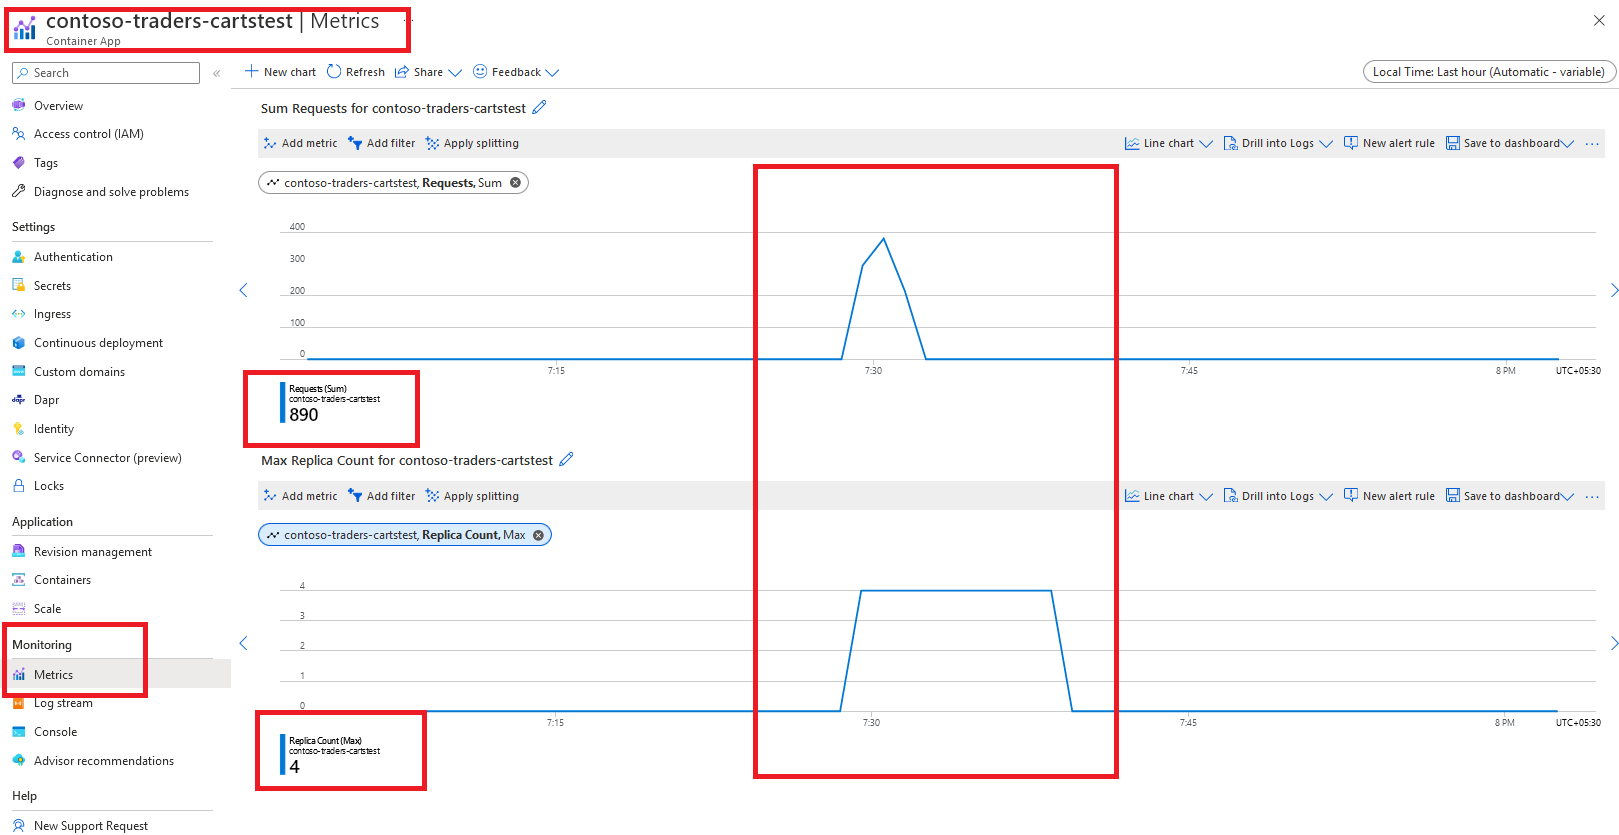 contoso-traders-cartstest | Metrics ...
Container App
Search
«
New chart
Refresh
Share
Feedback
Local Time: Last hour (Automatic - variable)
Overview
Access control (IAM)
Tags
Diagnose and solve problems
Settings
Authentication
Secrets
Ingress
Continuous deployment
Custom domains
Dapr
Identity
Service Connector (preview)
Locks
Application
Revision management
Containers
Scale
Monitoring
Metrics
Log stream
Console
Advisor recommendations
Help
New Support Request
Sum Requests for contoso-traders-cartstest
Add metric
Add filter
Apply splitting
Line chart
Drill into Logs
New alert rule
Save to dashboard
...
contoso-traders-cartstest, Requests, Sum
400
300
200
100
0
7:15
7:30
7:45
8 PM
UTC+05:30
Requests (Sum)
contoso-traders-cartstest
890
Max Replica Count for contoso-traders-cartstest
Add metric
Add filter
Apply splitting
Line chart
Drill into Logs
New alert rule
Save to dashboard
...
contoso-traders-cartstest, Replica Count, Max
4
3
2
1
0
7:15
7:30
7:45
8 PM
UTC+05:30
Replica Count (Max)
contoso-traders-cartstest
4